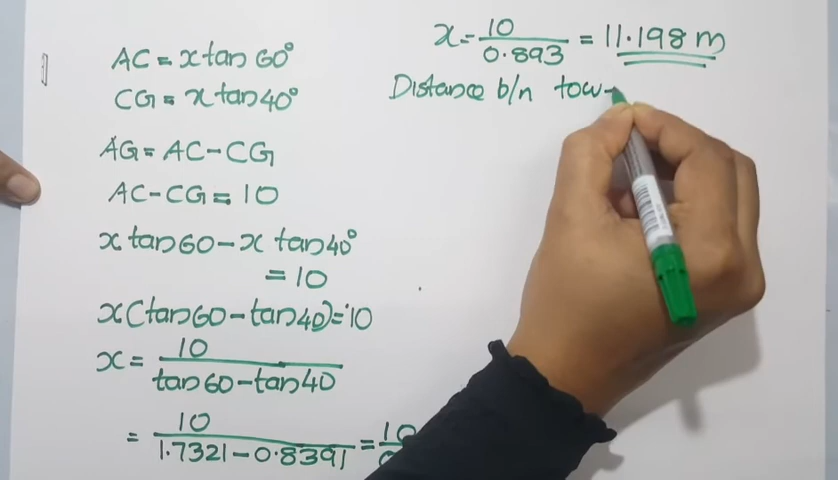 AC = x tan 60°
CG = x tan 40°
AG = AC - CG
AC - CG = 10
x tan 60 - x tan 40°
= 10
x (tan 60 - tan 40) = 10
x = 10 / tan 60 - tan 40
= 10 / 1.7321 - 0.8391 = 10
x = 10 / 0.893 = 11.198 m
Distance b/n tow